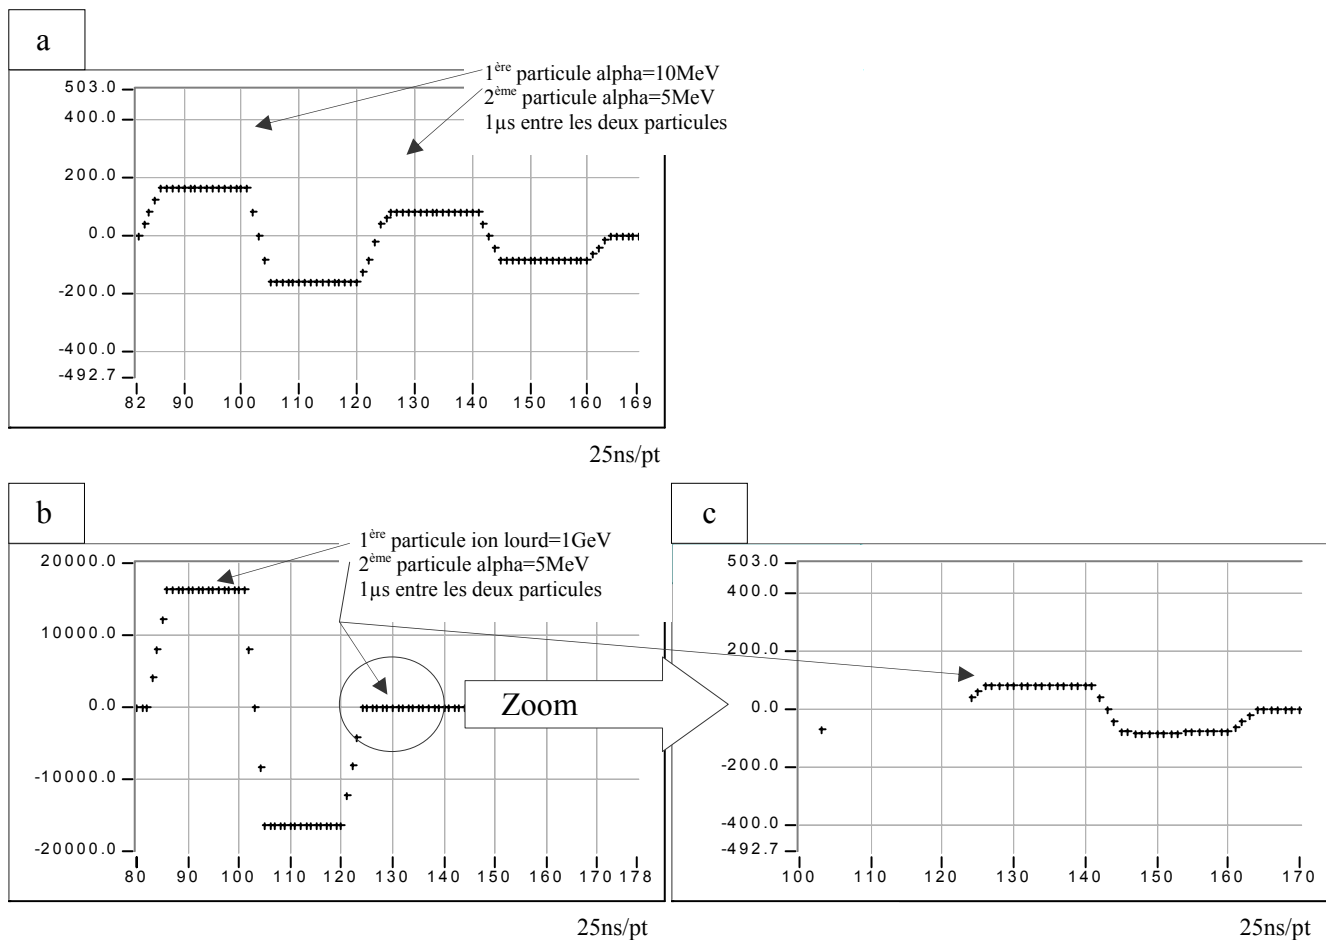 a
1ère particule alpha=10MeV
2ème particule alpha=5MeV
1µs entre les deux particules
503.0
400.0
200.0
0.0
-200.0
-400.0
-492.7
82 90 100 110 120 130 140 150 160 169
25ns/pt
b
1ère particule ion lourd=1GeV
2ème particule alpha=5MeV
1µs entre les deux particules
20000.0
10000.0
0.0
-10000.0
-20000.0
80 90 100 110 120 130 140 150 160 170 178
25ns/pt
Zoom
c
503.0
400.0
200.0
0.0
-200.0
-400.0
-492.7
100 110 120 130 140 150 160 170
25ns/pt